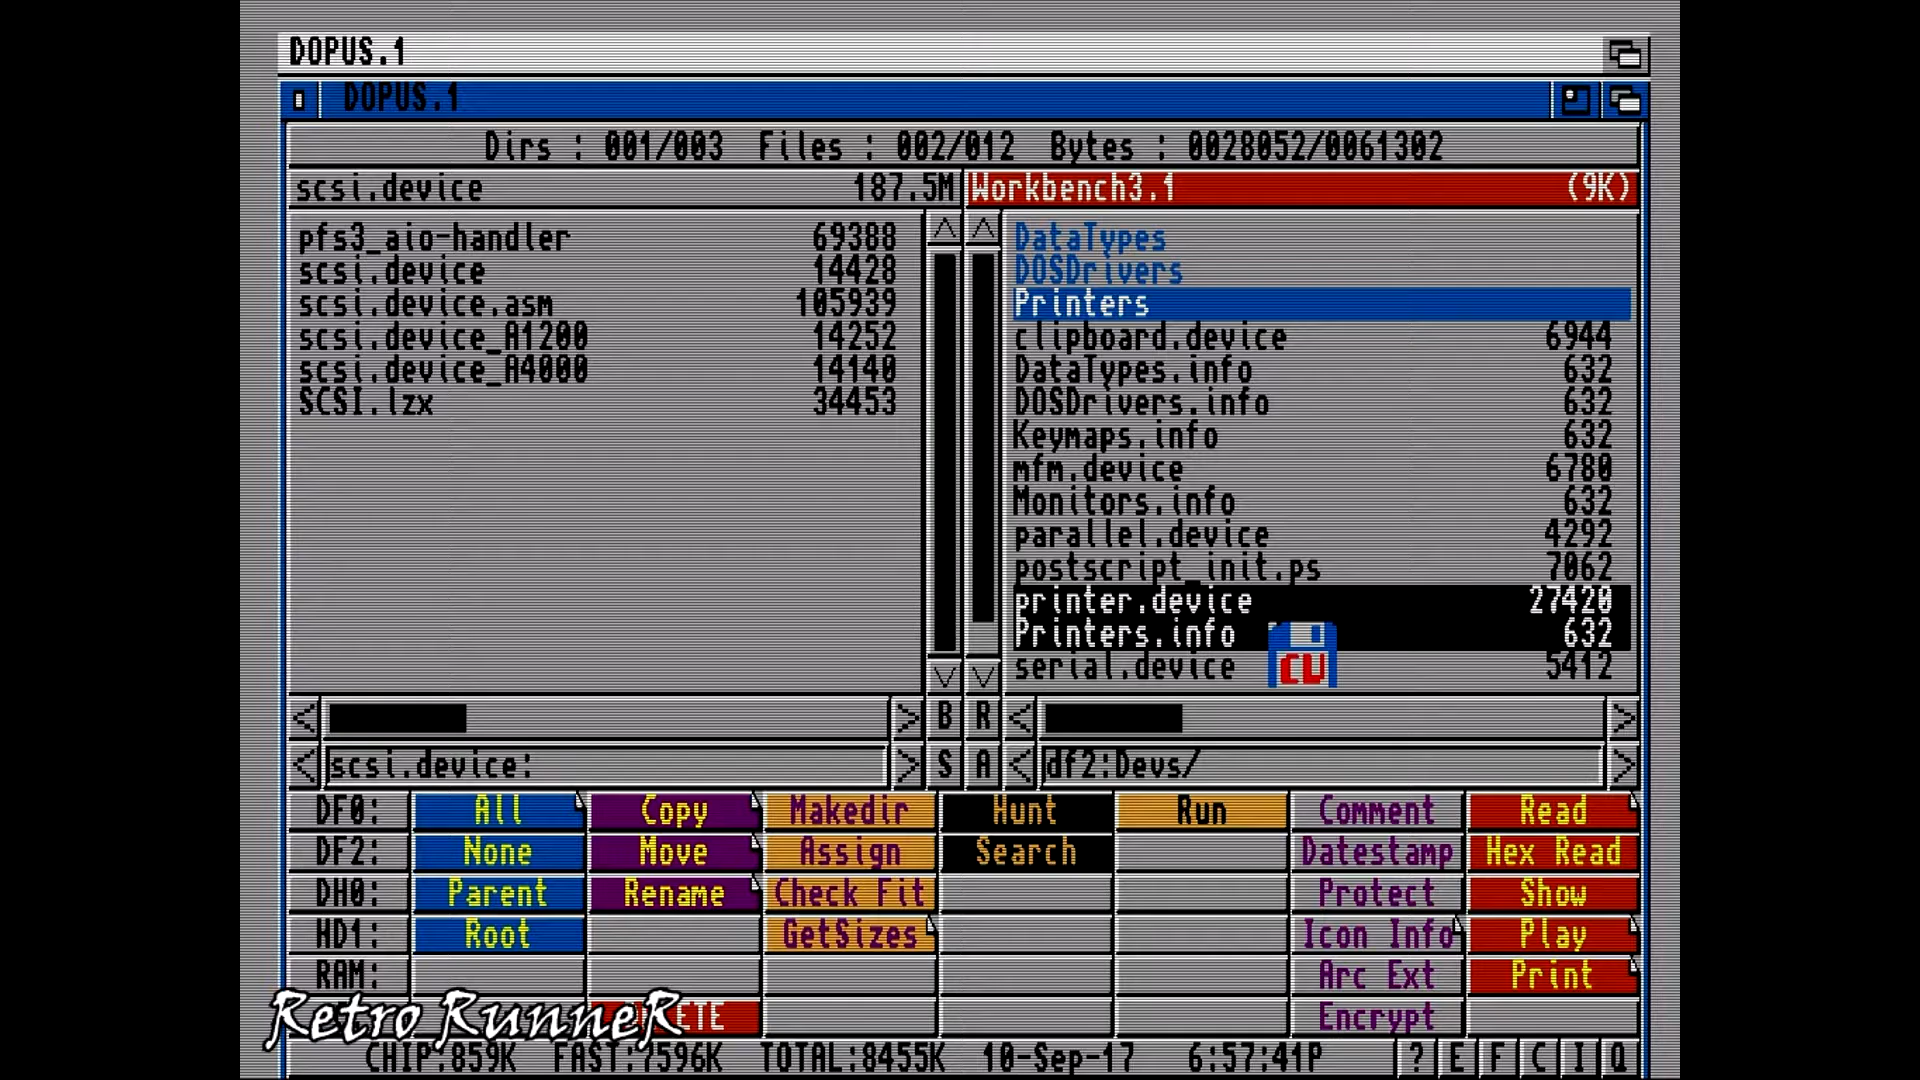 DOPUS.1
DOPUS.1
Dirs : 001/003 Files : 002/012 Bytes : 0028052/0061302
scsi.device 187.5M
Workbench3.1 (9K)
pfs3_aio-handler 69388
scsi.device 14428
scsi.device.asm 105939
scsi.device_A1200 14252
scsi.device_A4000 14140
SCSI.lzx 34453
DataTypes
DOSDrivers
Printers
clipboard.device 6944
DataTypes.info 632
DOSDrivers.info 632
Keymaps.info 632
mfm.device 6780
Monitors.info 632
parallel.device 4292
postscript_init.ps 7062
printer.device 27420
Printers.info 632
serial.device 5412
CW
< > B R < >
< scsi.device: > S A < df2:Devs/ >
DF0: All Copy Makedir Hunt Run Comment Read
DF2: None Move Assign Search Datestamp Hex Read
DH0: Parent Rename Check Fit Protect Show
HD1: Root GetSizes Icon Info Play
RAM: Arc Ext Print
Encrypt
Retro RunneR
CHIP:859K FAST:7596K TOTAL:8455K 10-Sep-17 6:57:41P ? E F C I Q